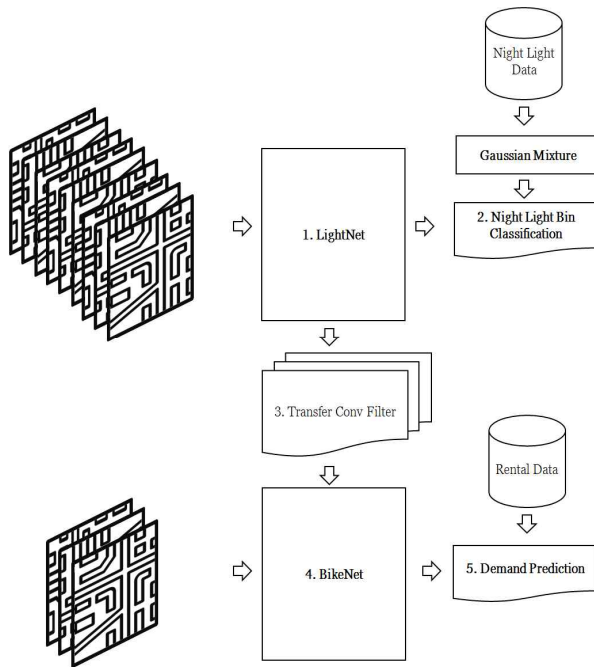 Night Light
Data
Gaussian Mixture
1. LightNet
2. Night Light Bin
Classification
3. Transfer Conv Filter
Rental Data
4. BikeNet
5. Demand Prediction